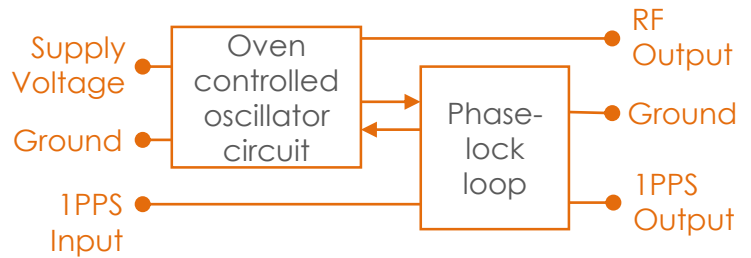 Supply
Voltage
Ground
1PPS
Input
Oven
controlled
oscillator
circuit
Phase-
lock
loop
RF
Output
Ground
1PPS
Output